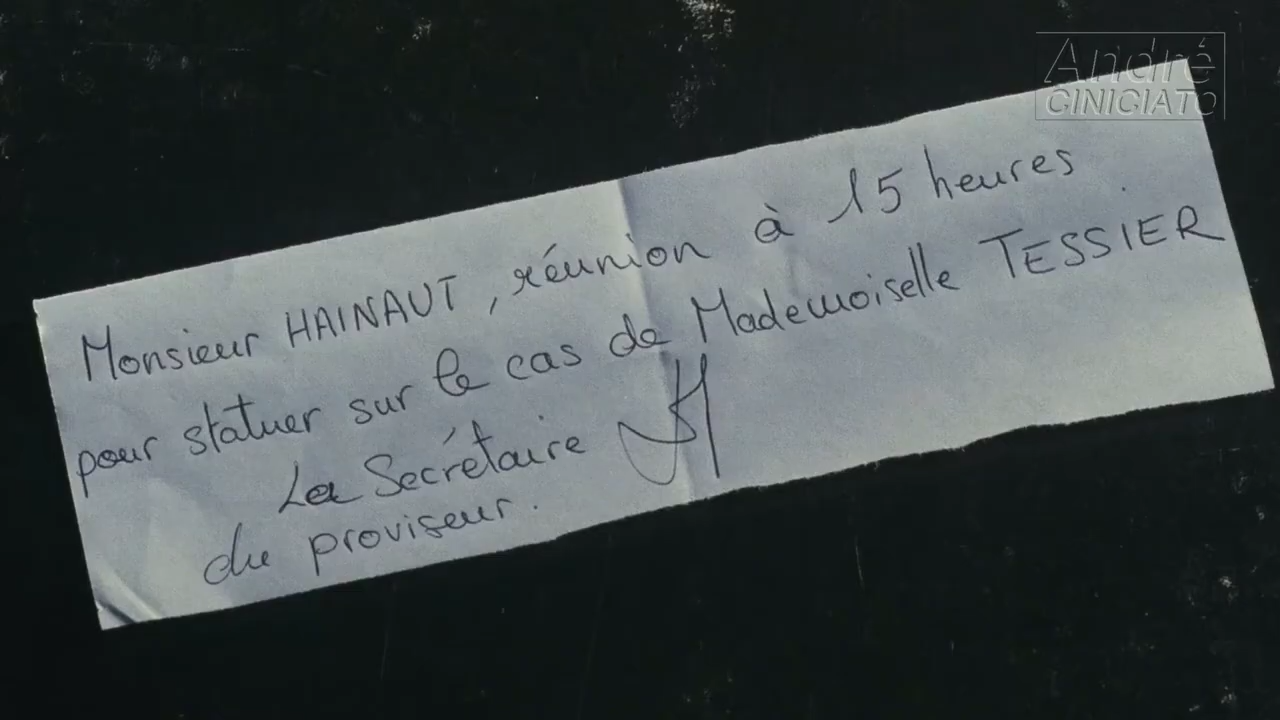 André
CINICIATO
Monsieur HAINAUT, réunion à 15 heures
pour statuer sur le cas de Mademoiselle TESSIER
La Secrétaire
du proviseur.